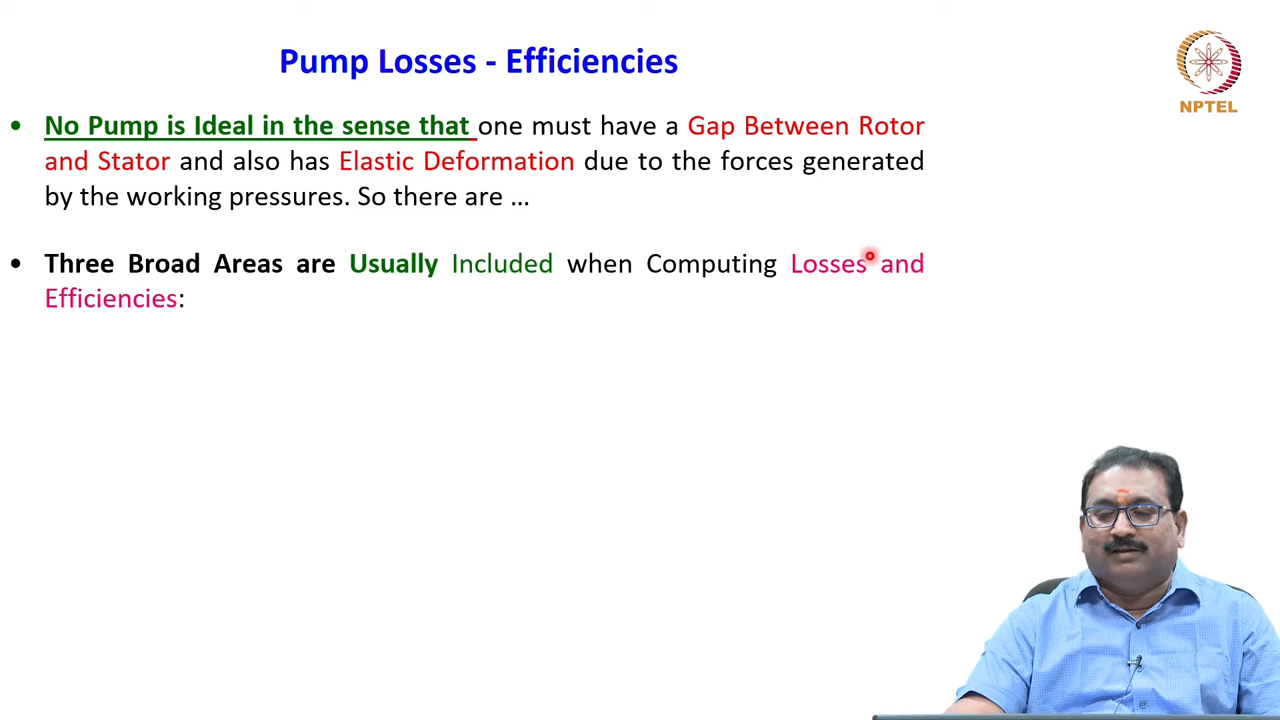 Pump Losses - Efficiencies
NPTEL
• No Pump is Ideal in the sense that one must have a Gap Between Rotor
and Stator and also has Elastic Deformation due to the forces generated
by the working pressures. So there are …
• Three Broad Areas are Usually Included when Computing Losses and
Efficiencies: